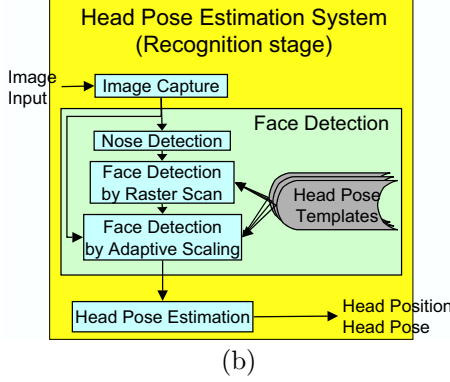 Head Pose Estimation System
(Recognition stage)
Image
Input
Image Capture
Face Detection
Nose Detection
Face Detection
by Raster Scan
Head Pose
Templates
Face Detection
by Adaptive Scaling
Head Pose Estimation
Head Position
Head Pose
(b)